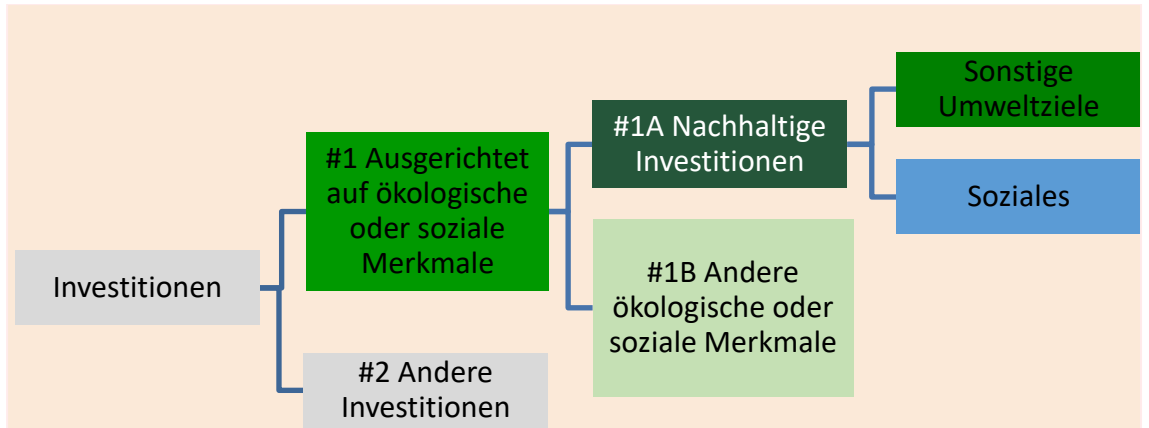 Investitionen
#1 Ausgerichtet
auf ökologische
oder soziale
Merkmale
#2 Andere
Investitionen
#1A Nachhaltige
Investitionen
#1B Andere
ökologische oder
soziale Merkmale
Sonstige
Umweltziele
Soziales